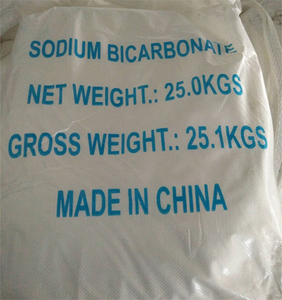 SODIUM BICARBONATE
NET WEIGHT.: 25.0KGS
GROSS WEIGHT.: 25.1KGS
MADE IN CHINA